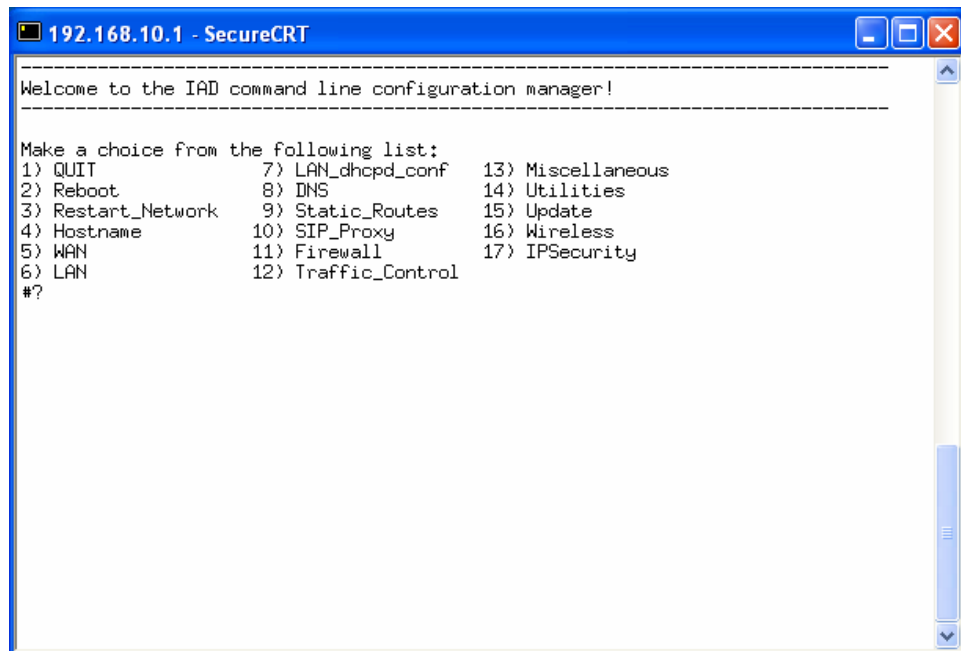 192.168.10.1 - SecureCRT
--------------------------------------------------------------------------------
Welcome to the IAD command line configuration manager!
--------------------------------------------------------------------------------
Make a choice from the following list:
1) QUIT 7) LAN_dhcpd_conf 13) Miscellaneous
2) Reboot 8) DNS 14) Utilities
3) Restart_Network 9) Static_Routes 15) Update
4) Hostname 10) SIP_Proxy 16) Wireless
5) WAN 11) Firewall 17) IPSecurity
6) LAN 12) Traffic_Control
#?